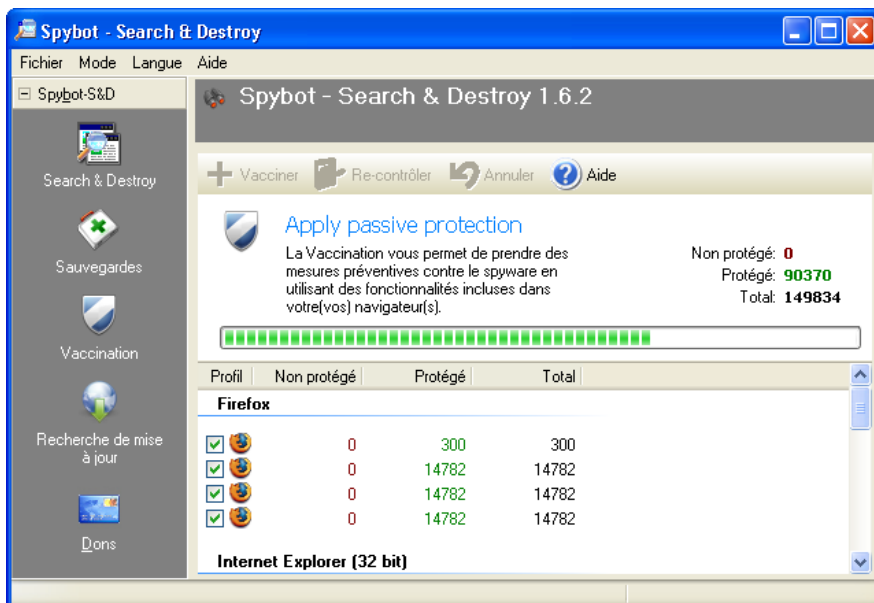 Spybot - Search & Destroy
Fichier Mode Langue Aide
Spybot-S&D
Search & Destroy
Sauvegardes
Vaccination
Recherche de mise
à jour
Dons
Spybot - Search & Destroy 1.6.2
Vacciner Re-contrôler Annuler Aide
Apply passive protection
La Vaccination vous permet de prendre des
mesures préventives contre le spyware en
utilisant des fonctionnalités incluses dans
votre(vos) navigateur(s).
Non protégé: 0
Protégé: 90370
Total: 149834
Profil Non protégé Protégé Total
Firefox
0 300 300
0 14782 14782
0 14782 14782
0 14782 14782
Internet Explorer (32 bit)